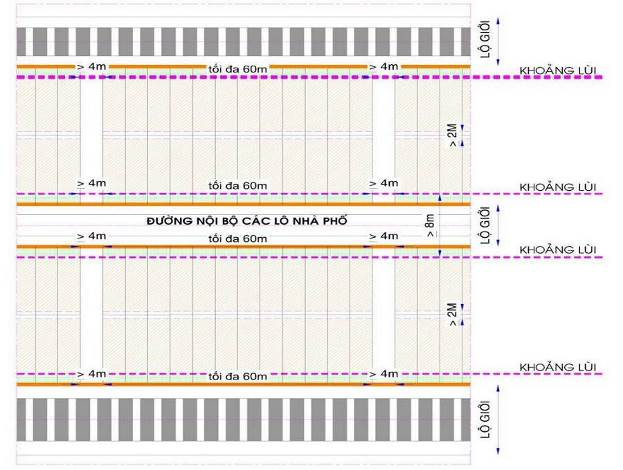 LỘ GIỚI
> 4m tối đa 60m > 4m
KHOẢNG LÙI
> 2M
> 4m tối đa 60m > 4m
KHOẢNG LÙI
ĐƯỜNG NỘI BỘ CÁC LÔ NHÀ PHỐ
> 8m
LỘ GIỚI
> 4m tối đa 60m > 4m
KHOẢNG LÙI
> 2M
> 4m tối đa 60m > 4m
KHOẢNG LÙI
LỘ GIỚI